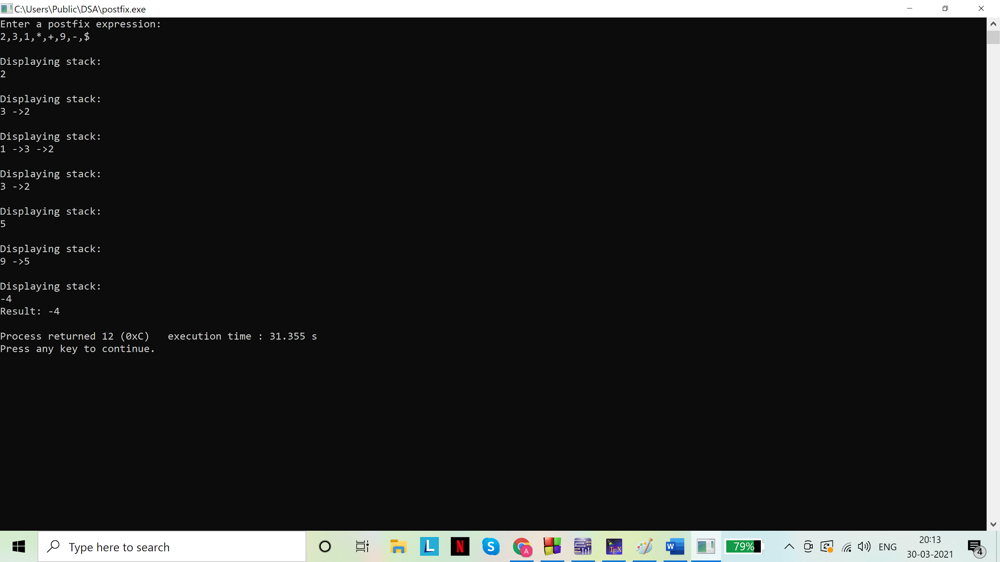 C:\Users\Public\DSA\postfix.exe
Enter a postfix expression:
2,3,1,*,+,9,-,$
Displaying stack:
2
Displaying stack:
3 ->2
Displaying stack:
1 ->3 ->2
Displaying stack:
3 ->2
Displaying stack:
5
Displaying stack:
9 ->5
Displaying stack:
-4
Result: -4
Process returned 12 (0xC)   execution time : 31.355 s
Press any key to continue.
Type here to search
L
N
S
A
TEX
W
79%
ENG
20:13
30-03-2021
4